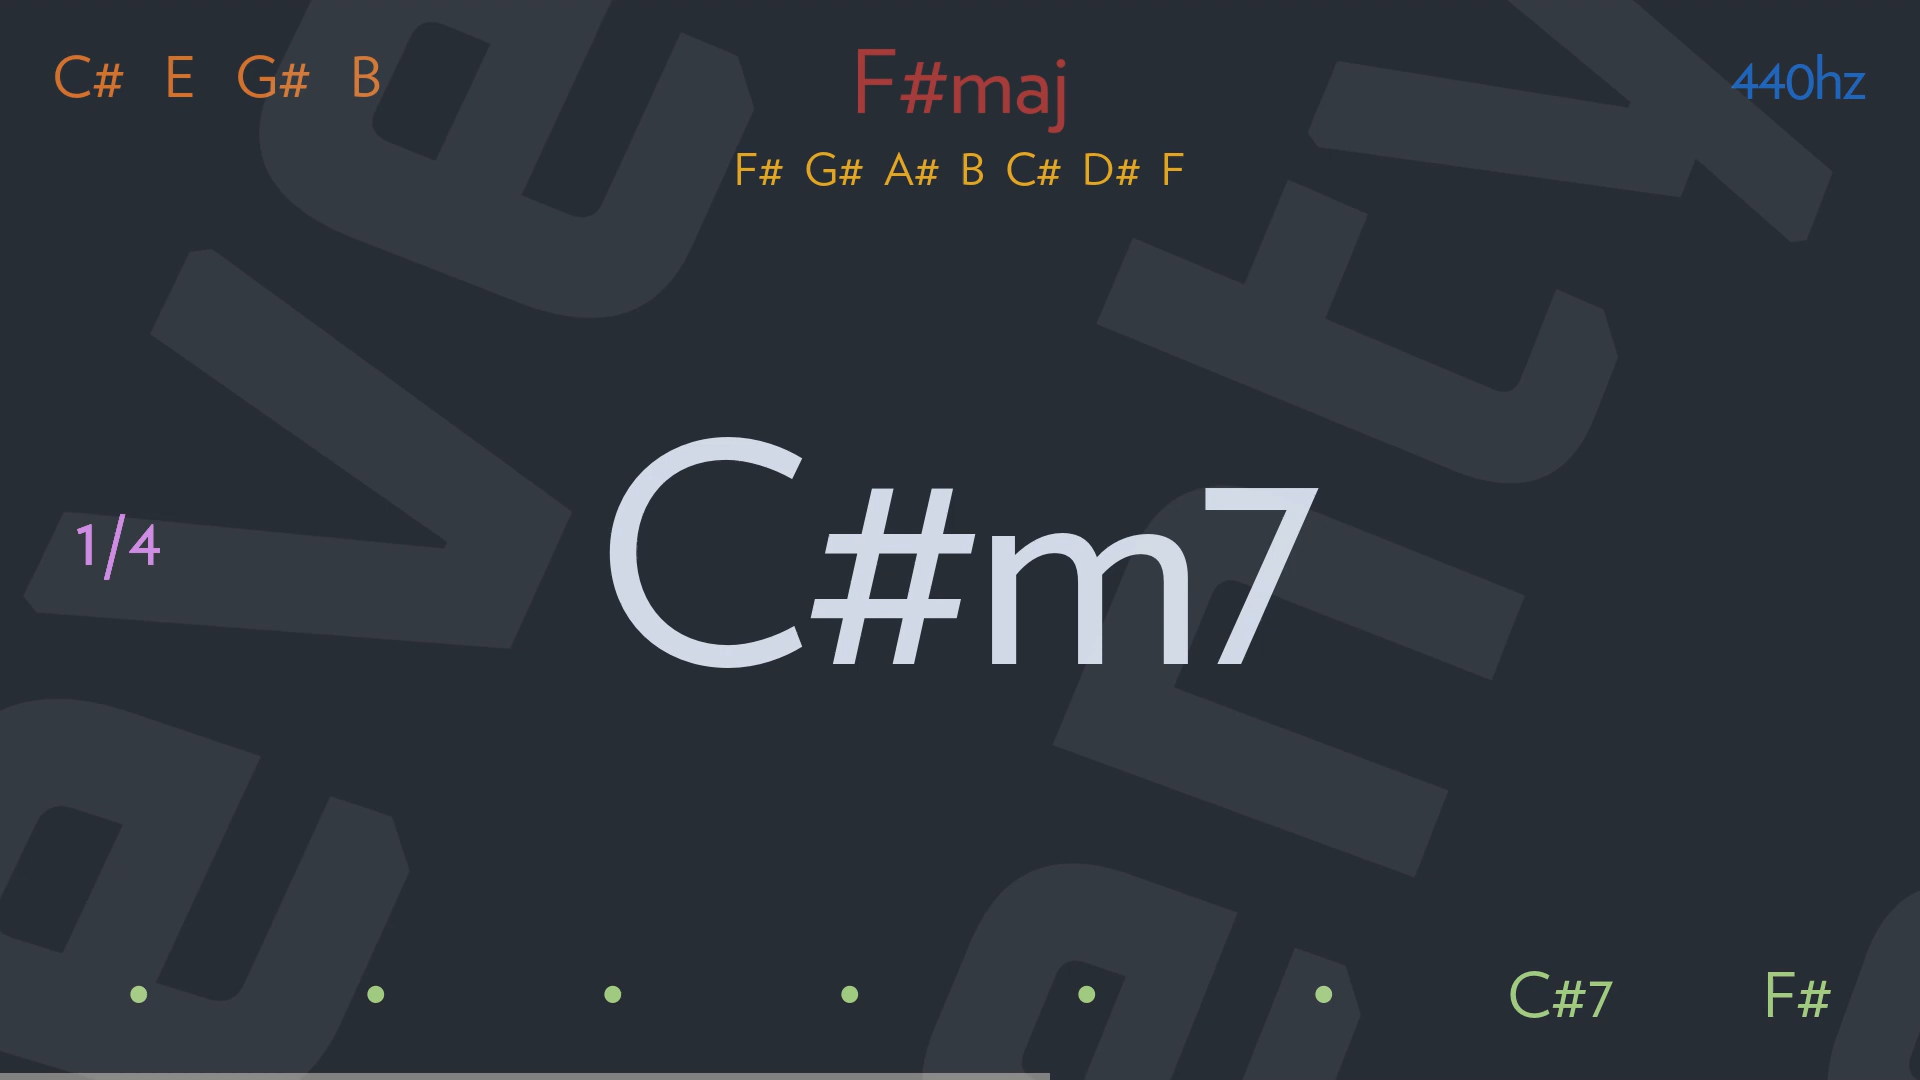 C# E G# B
F#maj
440hz
F# G# A# B C# D# F
1/4
C#m7
• • • • • • C#7 F#